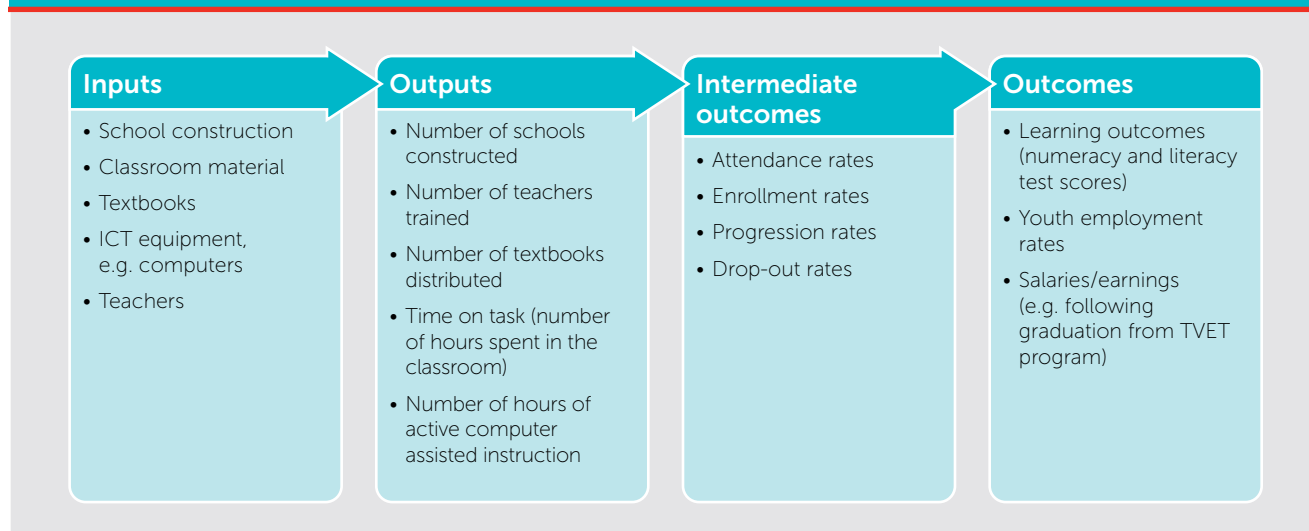 Inputs
• School construction
• Classroom material
• Textbooks
• ICT equipment,
e.g. computers
• Teachers
Outputs
• Number of schools
constructed
• Number of teachers
trained
• Number of textbooks
distributed
• Time on task (number
of hours spent in the
classroom)
• Number of hours of
active computer
assisted instruction
Intermediate
outcomes
• Attendance rates
• Enrollment rates
• Progression rates
• Drop-out rates
Outcomes
• Learning outcomes
(numeracy and literacy
test scores)
• Youth employment
rates
• Salaries/earnings
(e.g. following
graduation from TVET
program)